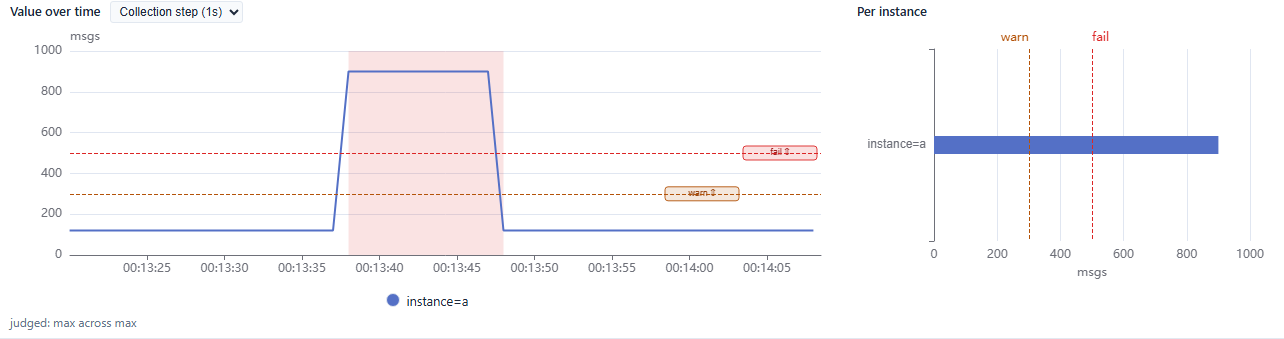 Value over time
Collection step (1s)
Per instance
msgs
1000
800
600
400
200
0
fail ⇕
warn ⇕
00:13:25
00:13:30
00:13:35
00:13:40
00:13:45
00:13:50
00:13:55
00:14:00
00:14:05
instance=a
judged: max across max
warn
fail
instance=a
0
200
400
600
800
1000
msgs